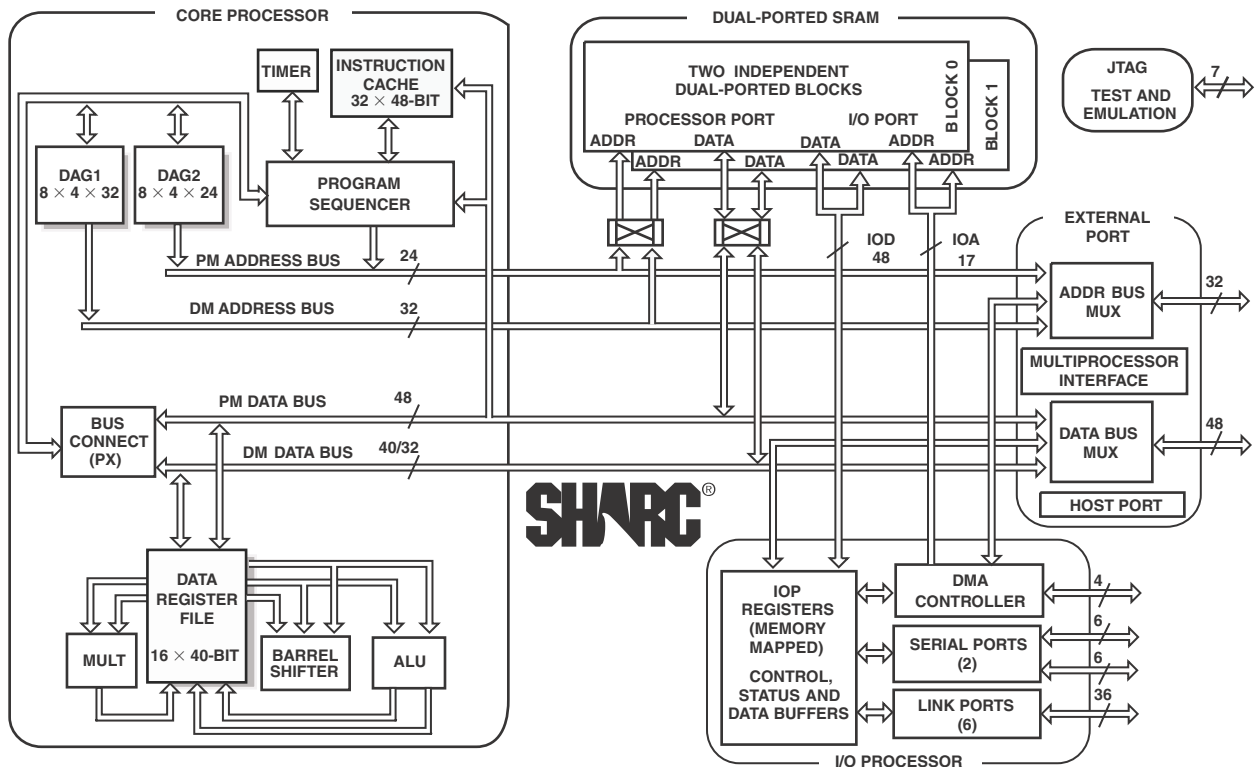 CORE PROCESSOR
TIMER
INSTRUCTION
CACHE
32 × 48-BIT
DAG1
8 × 4 × 32
DAG2
8 × 4 × 24
PROGRAM
SEQUENCER
PM ADDRESS BUS
24
DM ADDRESS BUS
32
BUS
CONNECT
(PX)
PM DATA BUS
48
DM DATA BUS
40/32
DATA
REGISTER
FILE
16 × 40-BIT
MULT
BARREL
SHIFTER
ALU
DUAL-PORTED SRAM
TWO INDEPENDENT
DUAL-PORTED BLOCKS
PROCESSOR PORT
I/O PORT
BLOCK 0
BLOCK 1
ADDR
DATA
DATA
ADDR
ADDR
DATA
DATA
ADDR
IOD
48
IOA
17
JTAG
TEST AND
EMULATION
7
EXTERNAL
PORT
ADDR BUS
MUX
32
MULTIPROCESSOR
INTERFACE
DATA BUS
MUX
48
HOST PORT
SHARC®
IOP
REGISTERS
(MEMORY
MAPPED)
CONTROL,
STATUS AND
DATA BUFFERS
DMA
CONTROLLER
4
SERIAL PORTS
(2)
6
6
LINK PORTS
(6)
36
I/O PROCESSOR